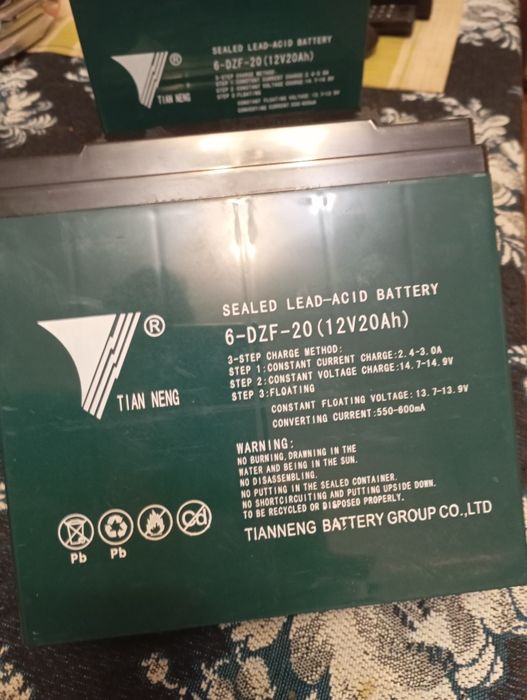 SEALED LEAD-ACID BATTERY
6-DZF-20(12V20Ah)
3-STEP CHARGE METHOD:
®
TIAN NENG
SEALED LEAD-ACID BATTERY
6-DZF-20(12V20Ah)
3-STEP CHARGE METHOD:
STEP 1:CONSTANT CURRENT CHARGE:2.4-3.0A
STEP 2:CONSTANT VOLTAGE CHARGE:14.7-14.9V
STEP 3:FLOATING
CONSTANT FLOATING VOLTAGE:13.7-13.9V
CONVERTING CURRENT:550-600mA
®
TIAN NENG
WARNING:
NO BURNING,DRAWNING IN THE
WATER AND BEING IN THE SUN.
NO DISASSEMBLING.
NO PUTTING IN THE SEALED CONTAINER.
NO SHORTCIRCUITING AND PUTTING UPSIDE DOWN.
TO BE RECYCLED OR DISPOSED PROPERLY.
TIANNENG BATTERY GROUP CO.,LTD
Cd
Pb
Pb